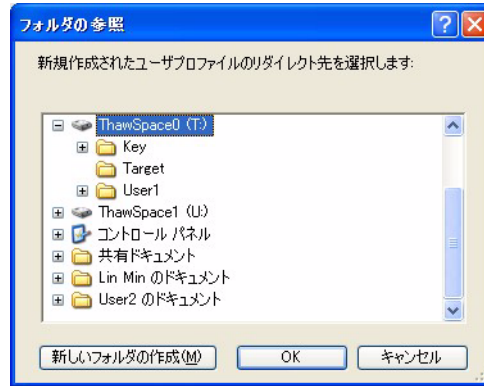 フォルダの参照
新規作成されたユーザプロファイルのリダイレクト先を選択します:
ThawSpace0 (T:)
Key
Target
User1
ThawSpace1 (U:)
コントロール パネル
共有ドキュメント
Lin Min のドキュメント
User2 のドキュメント
新しいフォルダの作成(M) OK キャンセル